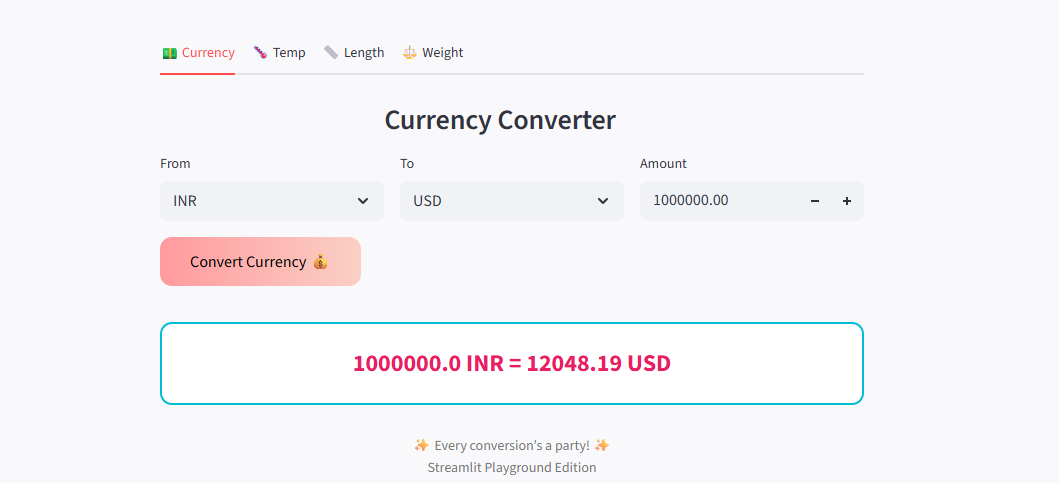 💵 Currency 🌡️ Temp 📏 Length ⚖️ Weight
Currency Converter
From To Amount
INR USD 1000000.00 − +
Convert Currency 💰
1000000.0 INR = 12048.19 USD
✨ Every conversion’s a party! ✨
Streamlit Playground Edition